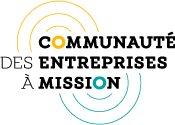 COMMUNAUTÉ
DES ENTREPRISES
À MISSION